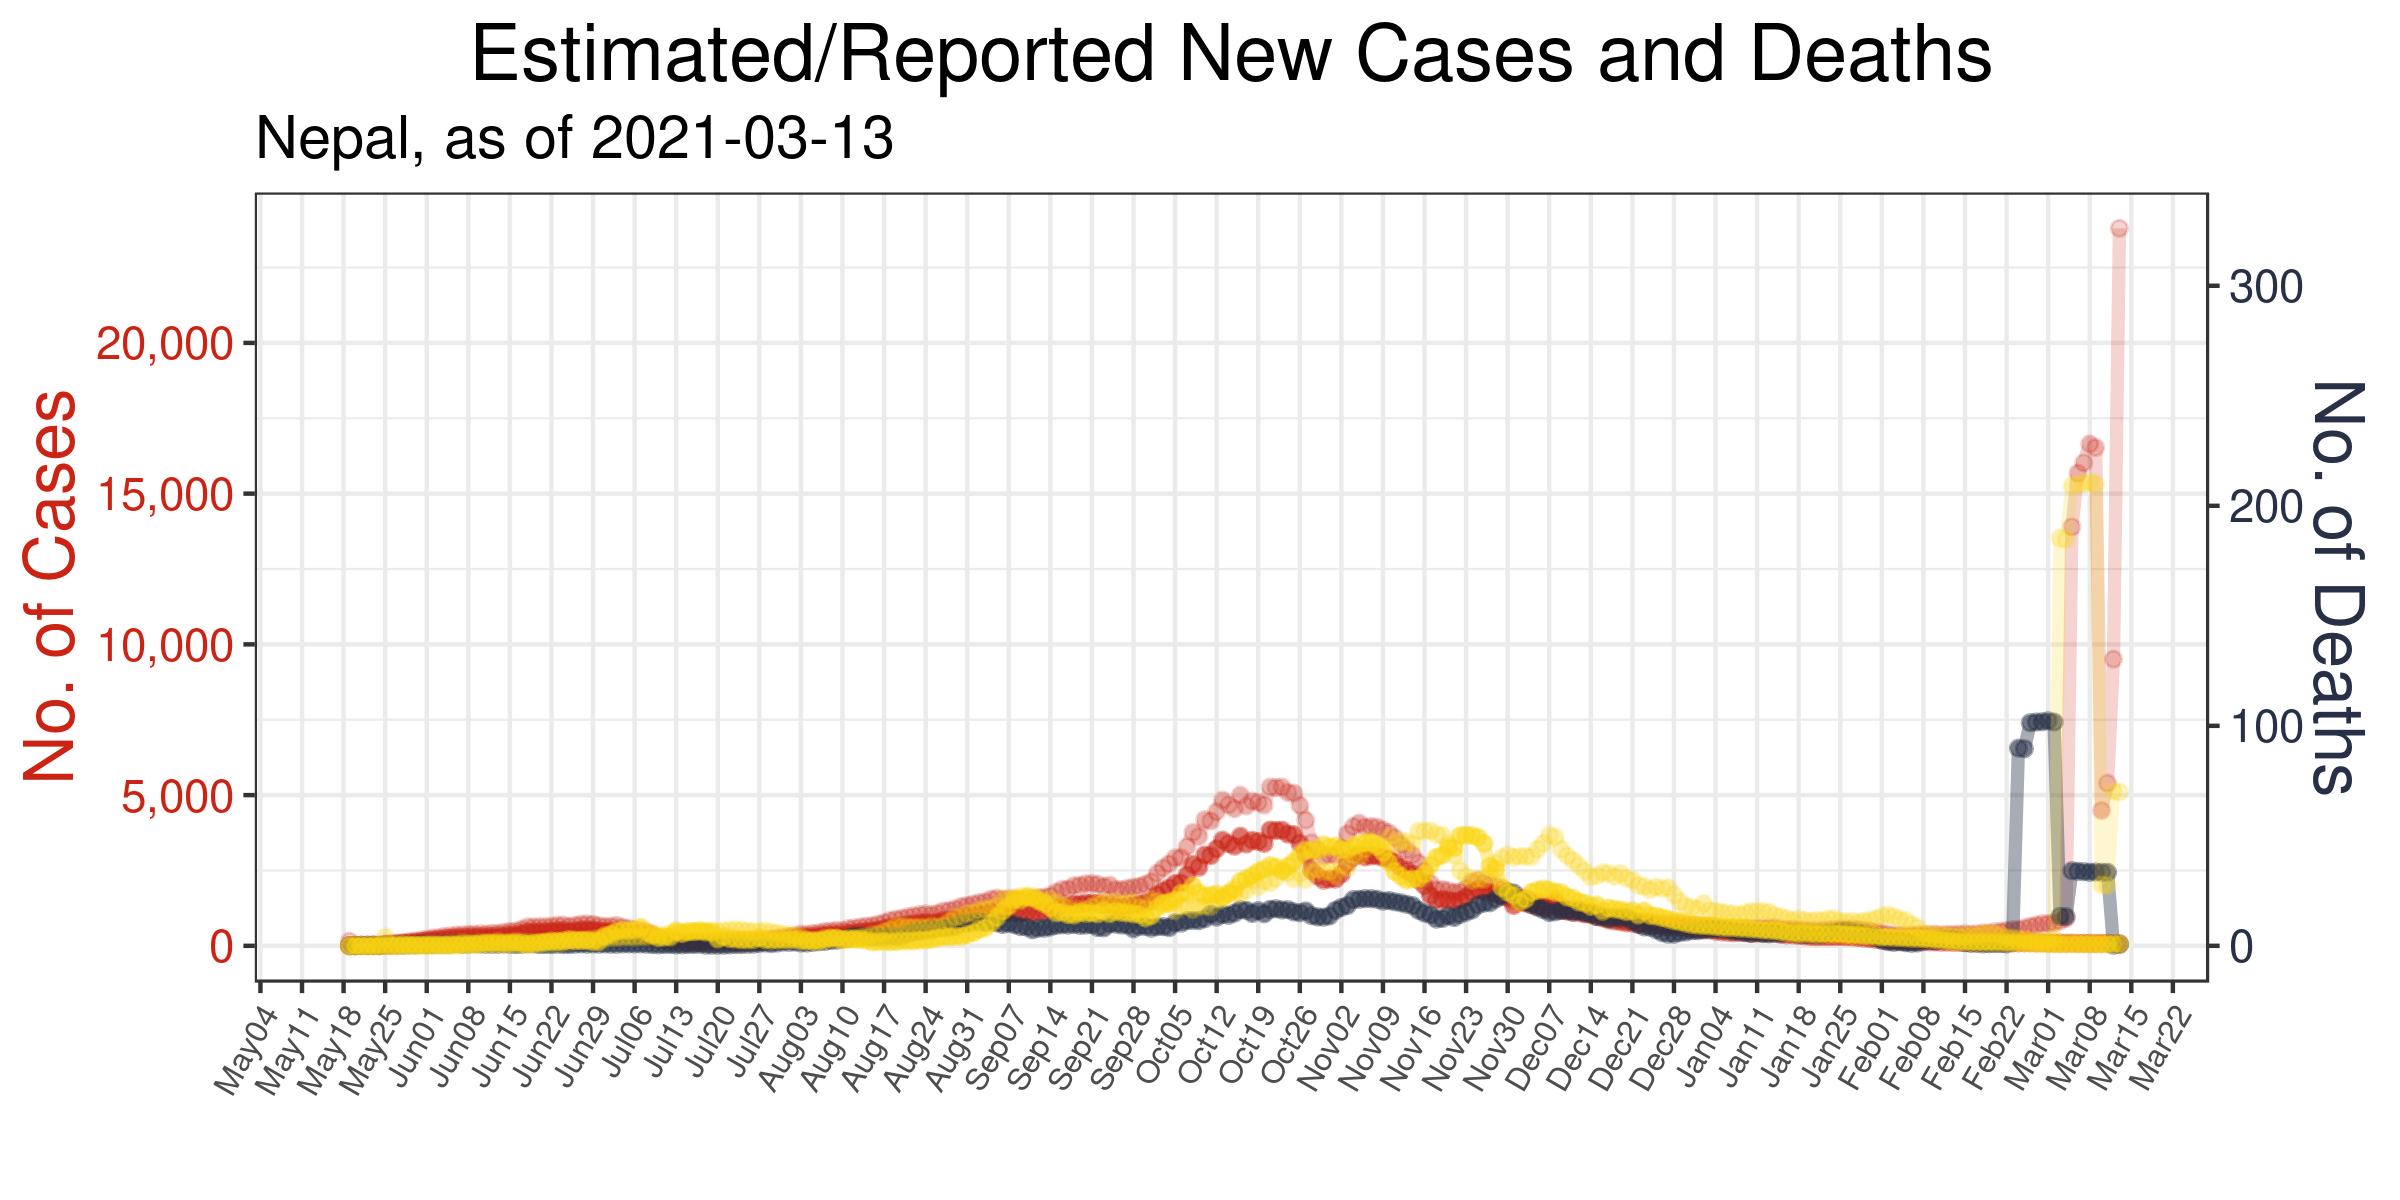 Estimated/Reported New Cases and Deaths
Nepal, as of 2021-03-13
No. of Cases
20,000
15,000
10,000
5,000
0
300
200
100
0
No. of Deaths
May04 May11 May18 May25 Jun01 Jun08 Jun15 Jun22 Jun29 Jul06 Jul13 Jul20 Jul27 Aug03 Aug10 Aug17 Aug24 Aug31 Sep07 Sep14 Sep21 Sep28 Oct05 Oct12 Oct19 Oct26 Nov02 Nov09 Nov16 Nov23 Nov30 Dec07 Dec14 Dec21 Dec28 Dec28 Jan04 Jan11 Jan18 Jan25 Feb01 Feb08 Feb15 Feb22 Mar01 Mar08 Mar15 Mar22